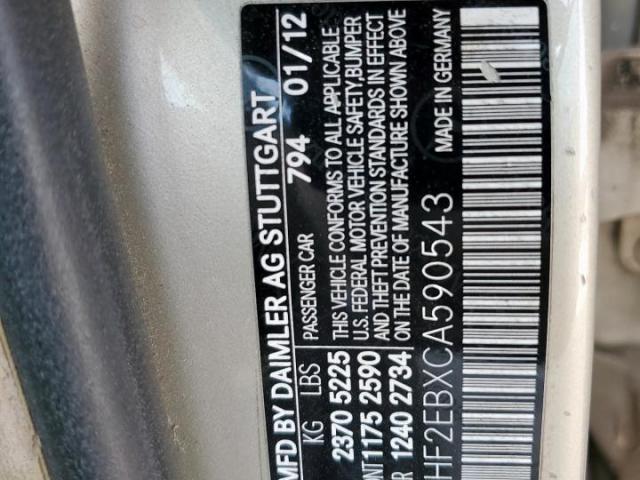 MFD BY DAIMLER AG STUTTGART
794 01/12
KG LBS PASSENGER CAR
2370 5225
NT 1175 2590
R 1240 2734
THIS VEHICLE CONFORMS TO ALL APPLICABLE
U.S. FEDERAL MOTOR VEHICLE SAFETY, BUMPER
AND THEFT PREVENTION STANDARDS IN EFFECT
ON THE DATE OF MANUFACTURE SHOWN ABOVE
HF2EBXCA590543
MADE IN GERMANY